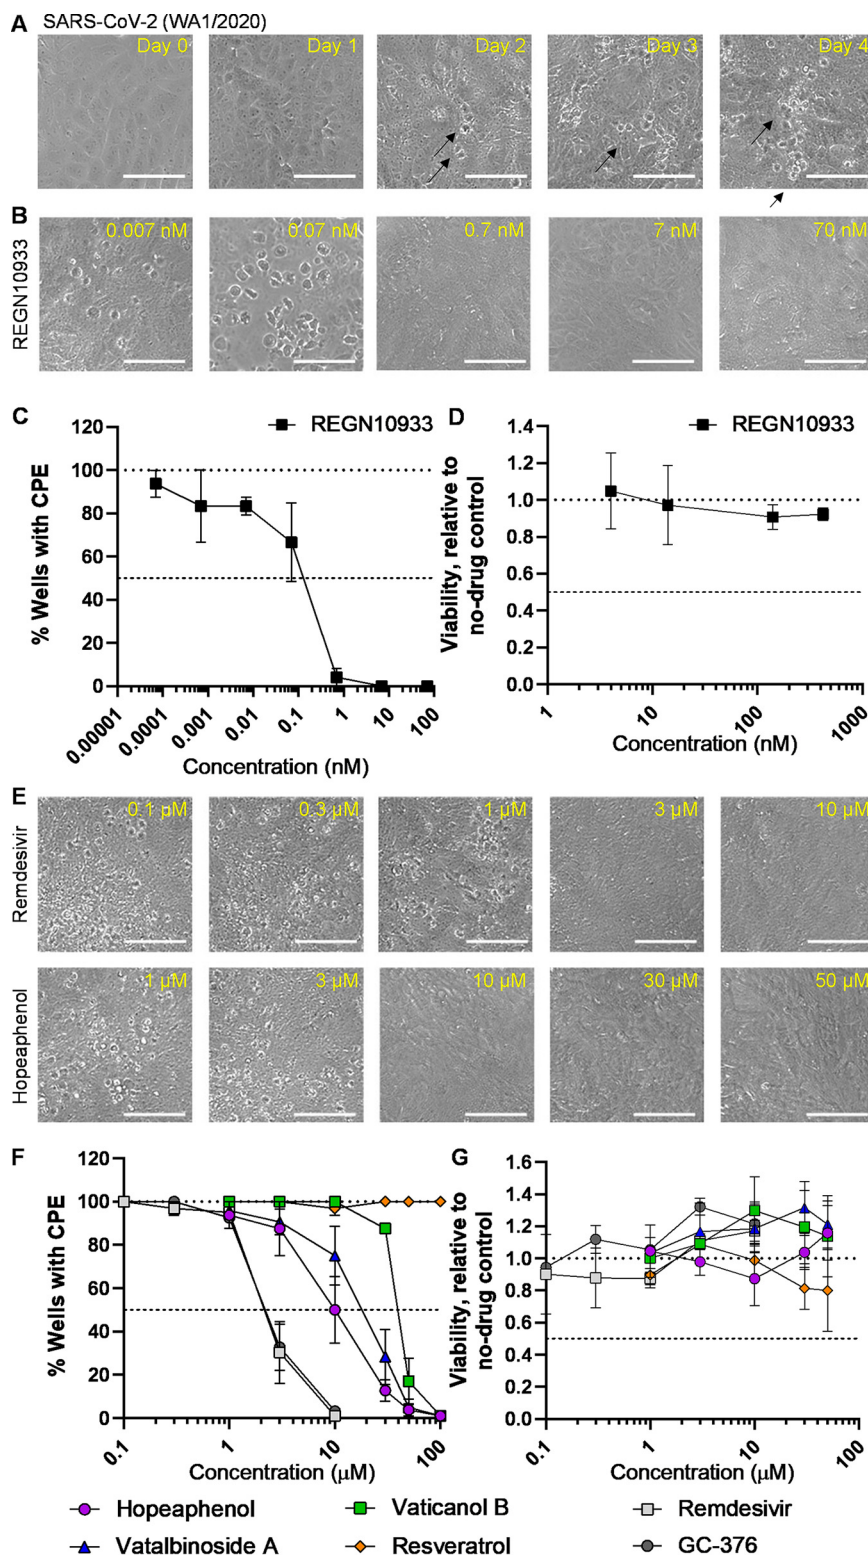 A SARS-CoV-2 (WA1/2020)
Day 0 Day 1 Day 2 Day 3 Day 4
B
REGN10933
0.007 nM 0.07 nM 0.7 nM 7 nM 70 nM
C
REGN10933
120
100
80
60
40
20
0
% Wells with CPE
0.00001 0.0001 0.001 0.01 0.1 1 10 100
Concentration (nM)
D
REGN10933
1.4
1.2
1.0
0.8
0.6
0.4
0.2
0.0
Viability, relative to
no-drug control
1 10 100 1000
Concentration (nM)
E
Remdesivir
0.1 µM 0.3 µM 1 µM 3 µM 10 µM
Hopeaphenol
1 µM 3 µM 10 µM 30 µM 50 µM
F
120
100
80
60
40
20
0
% Wells with CPE
0.1 1 10 100
Concentration (µM)
G
1.6
1.4
1.2
1.0
0.8
0.6
0.4
0.2
0.0
Viability, relative to
no-drug control
0.1 1 10 100
Concentration (µM)
Hopeaphenol Vaticanol B Remdesivir
Vatalbinoside A Resveratrol GC-376